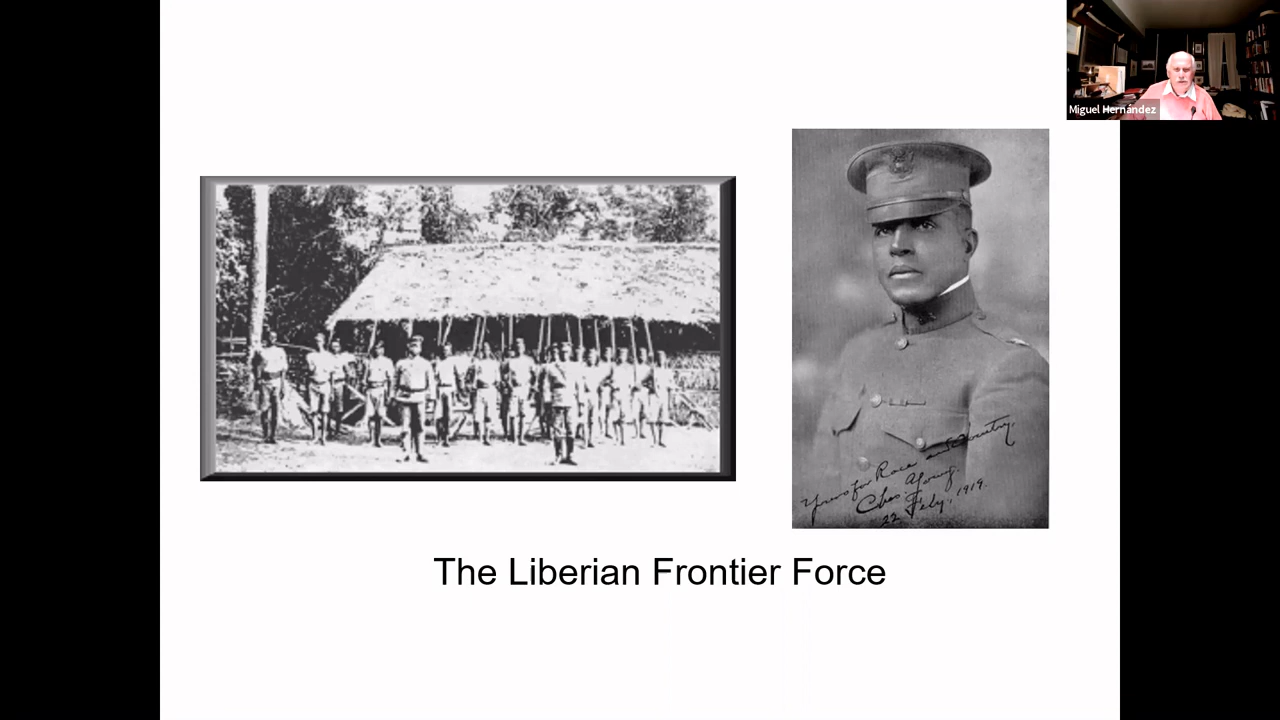 Miguel Hernández
Yours for Race and Country,
Chas. Young.
22 Feby., 1919.
The Liberian Frontier Force